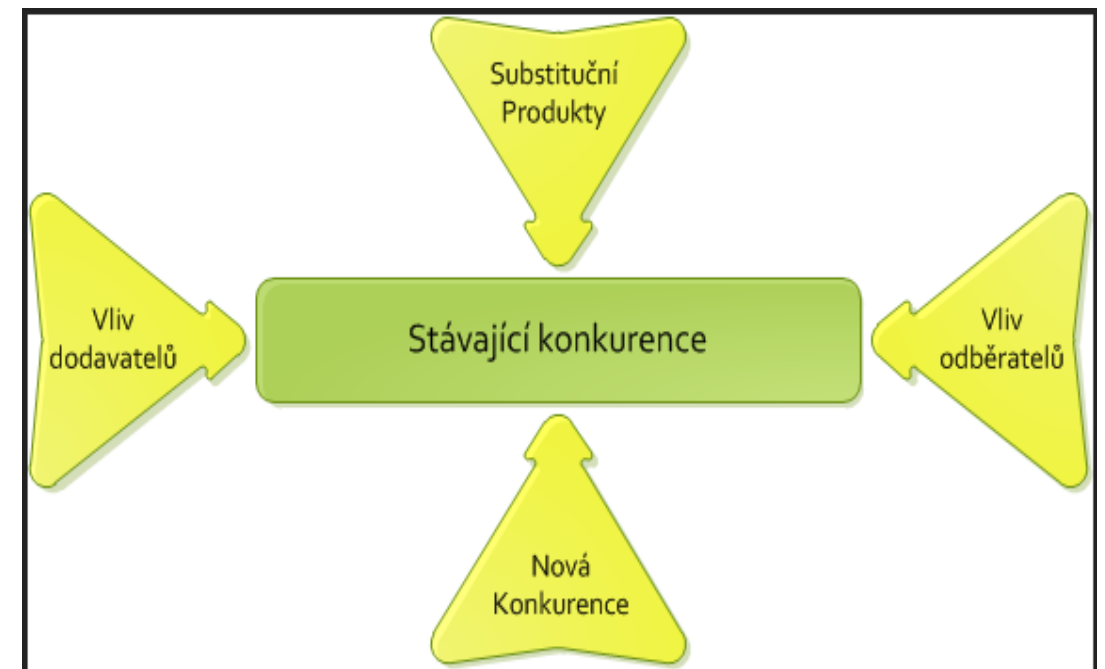 Substituční
Produkty
Vliv
dodavatelů
Stávající konkurence
Vliv
odběratelů
Nová
Konkurence